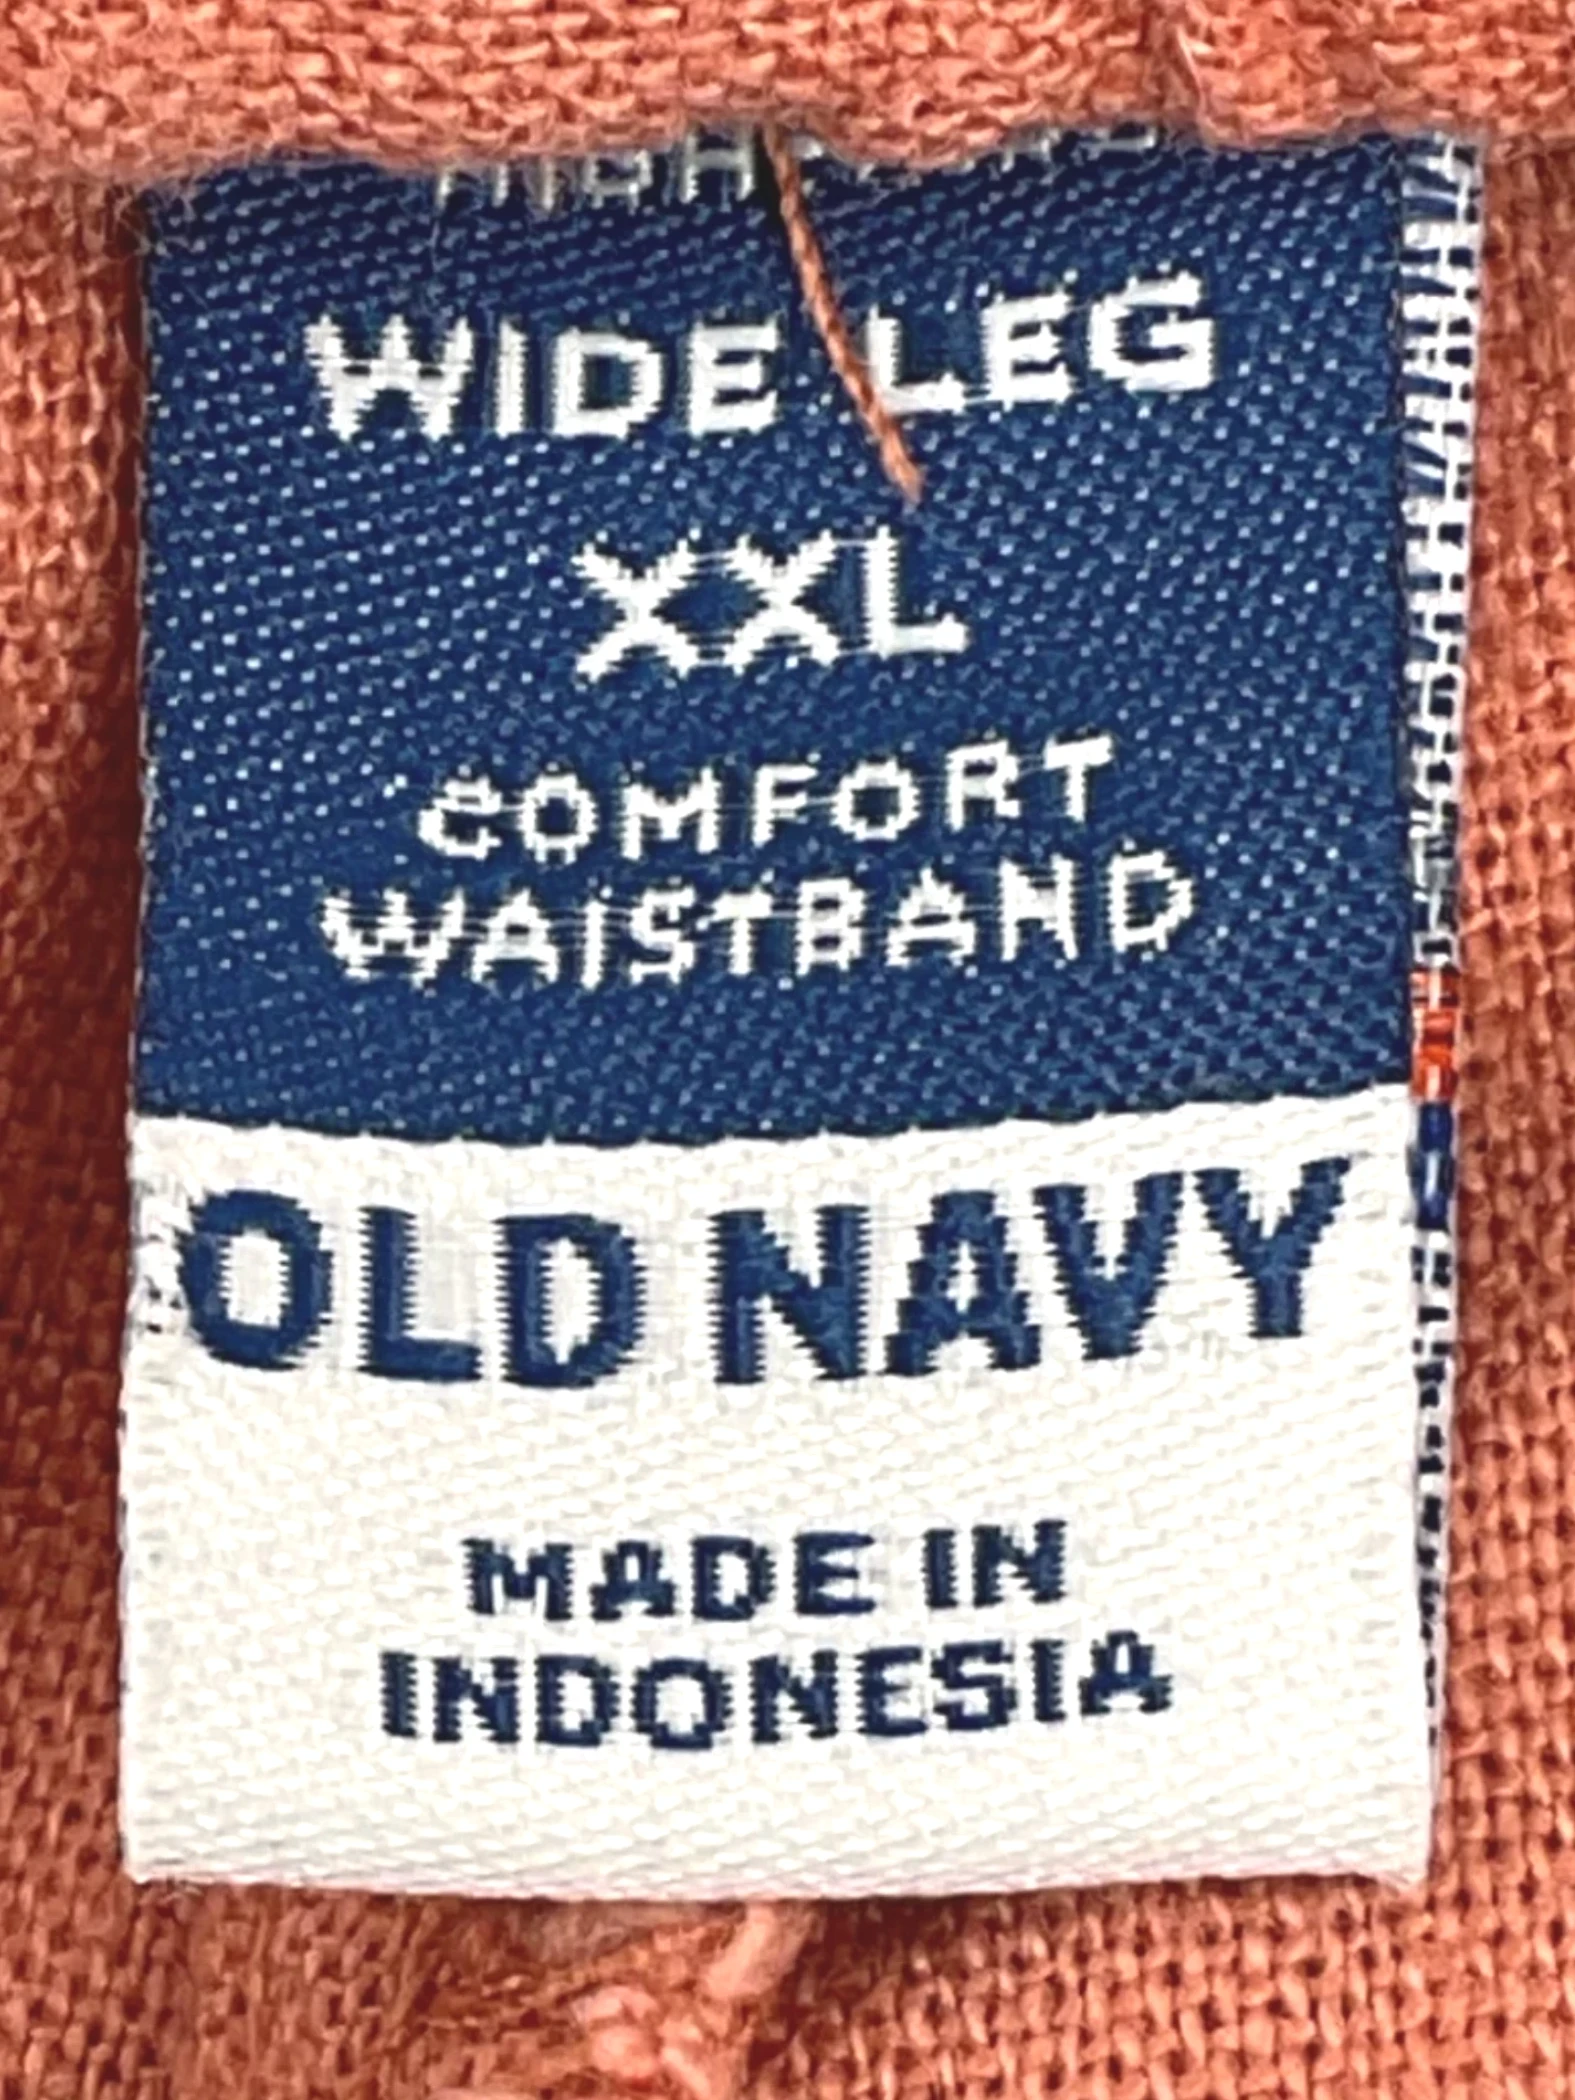 WIDE LEG
XXL
COMFORT
WAISTBAND
OLD NAVY
MADE IN
INDONESIA